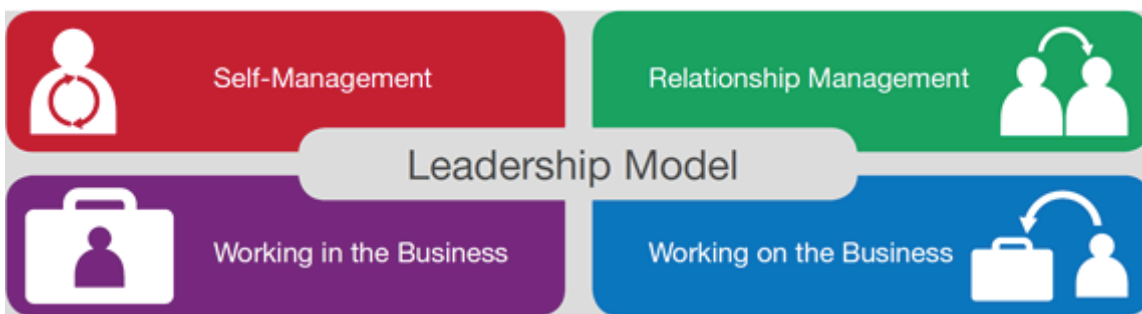 Self-Management
Relationship Management
Leadership Model
Working in the Business
Working on the Business